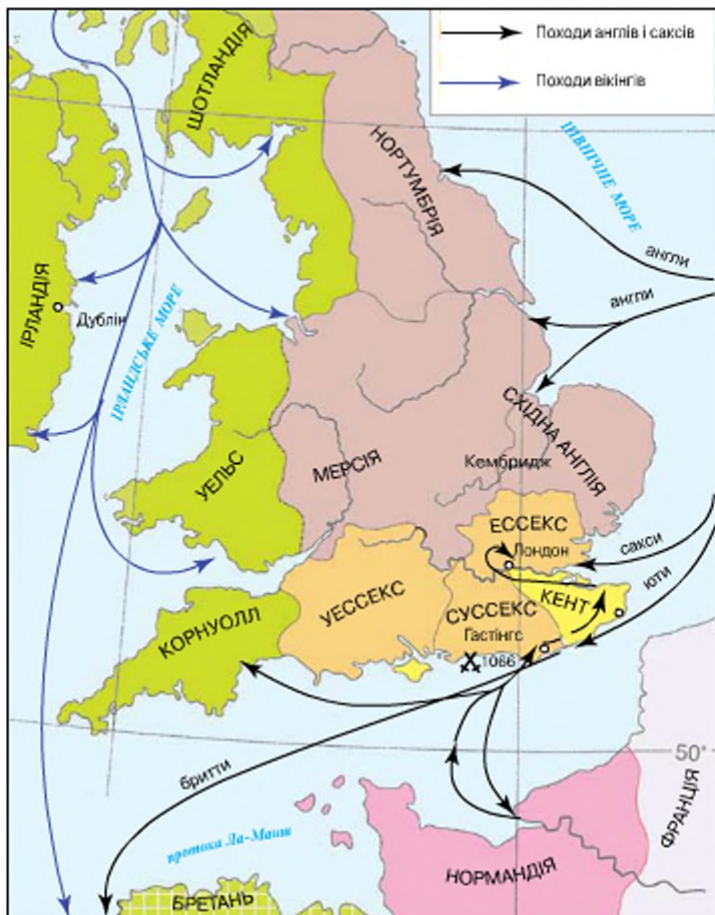 Походи англів і саксів
Походи вікінгів
ШОТЛАНДІЯ
НОРТУМБРІЯ
ПІВНІЧНЕ МОРЕ
англи
англи
ІРЛАНДІЯ
Дублін
ІРЛАНДСЬКЕ МОРЕ
СХІДНА АНГЛІЯ
УЕЛЬС
МЕРСІЯ
Кембридж
ЕССЕКС
Лондон
сакси
юти
КЕНТ
УЕССЕКС
СУССЕКС
Гастінгс
1066
КОРНУОЛЛ
50°
бритти
ФРАНЦІЯ
протока Ла-Манш
НОРМАНДІЯ
БРЕТАНЬ